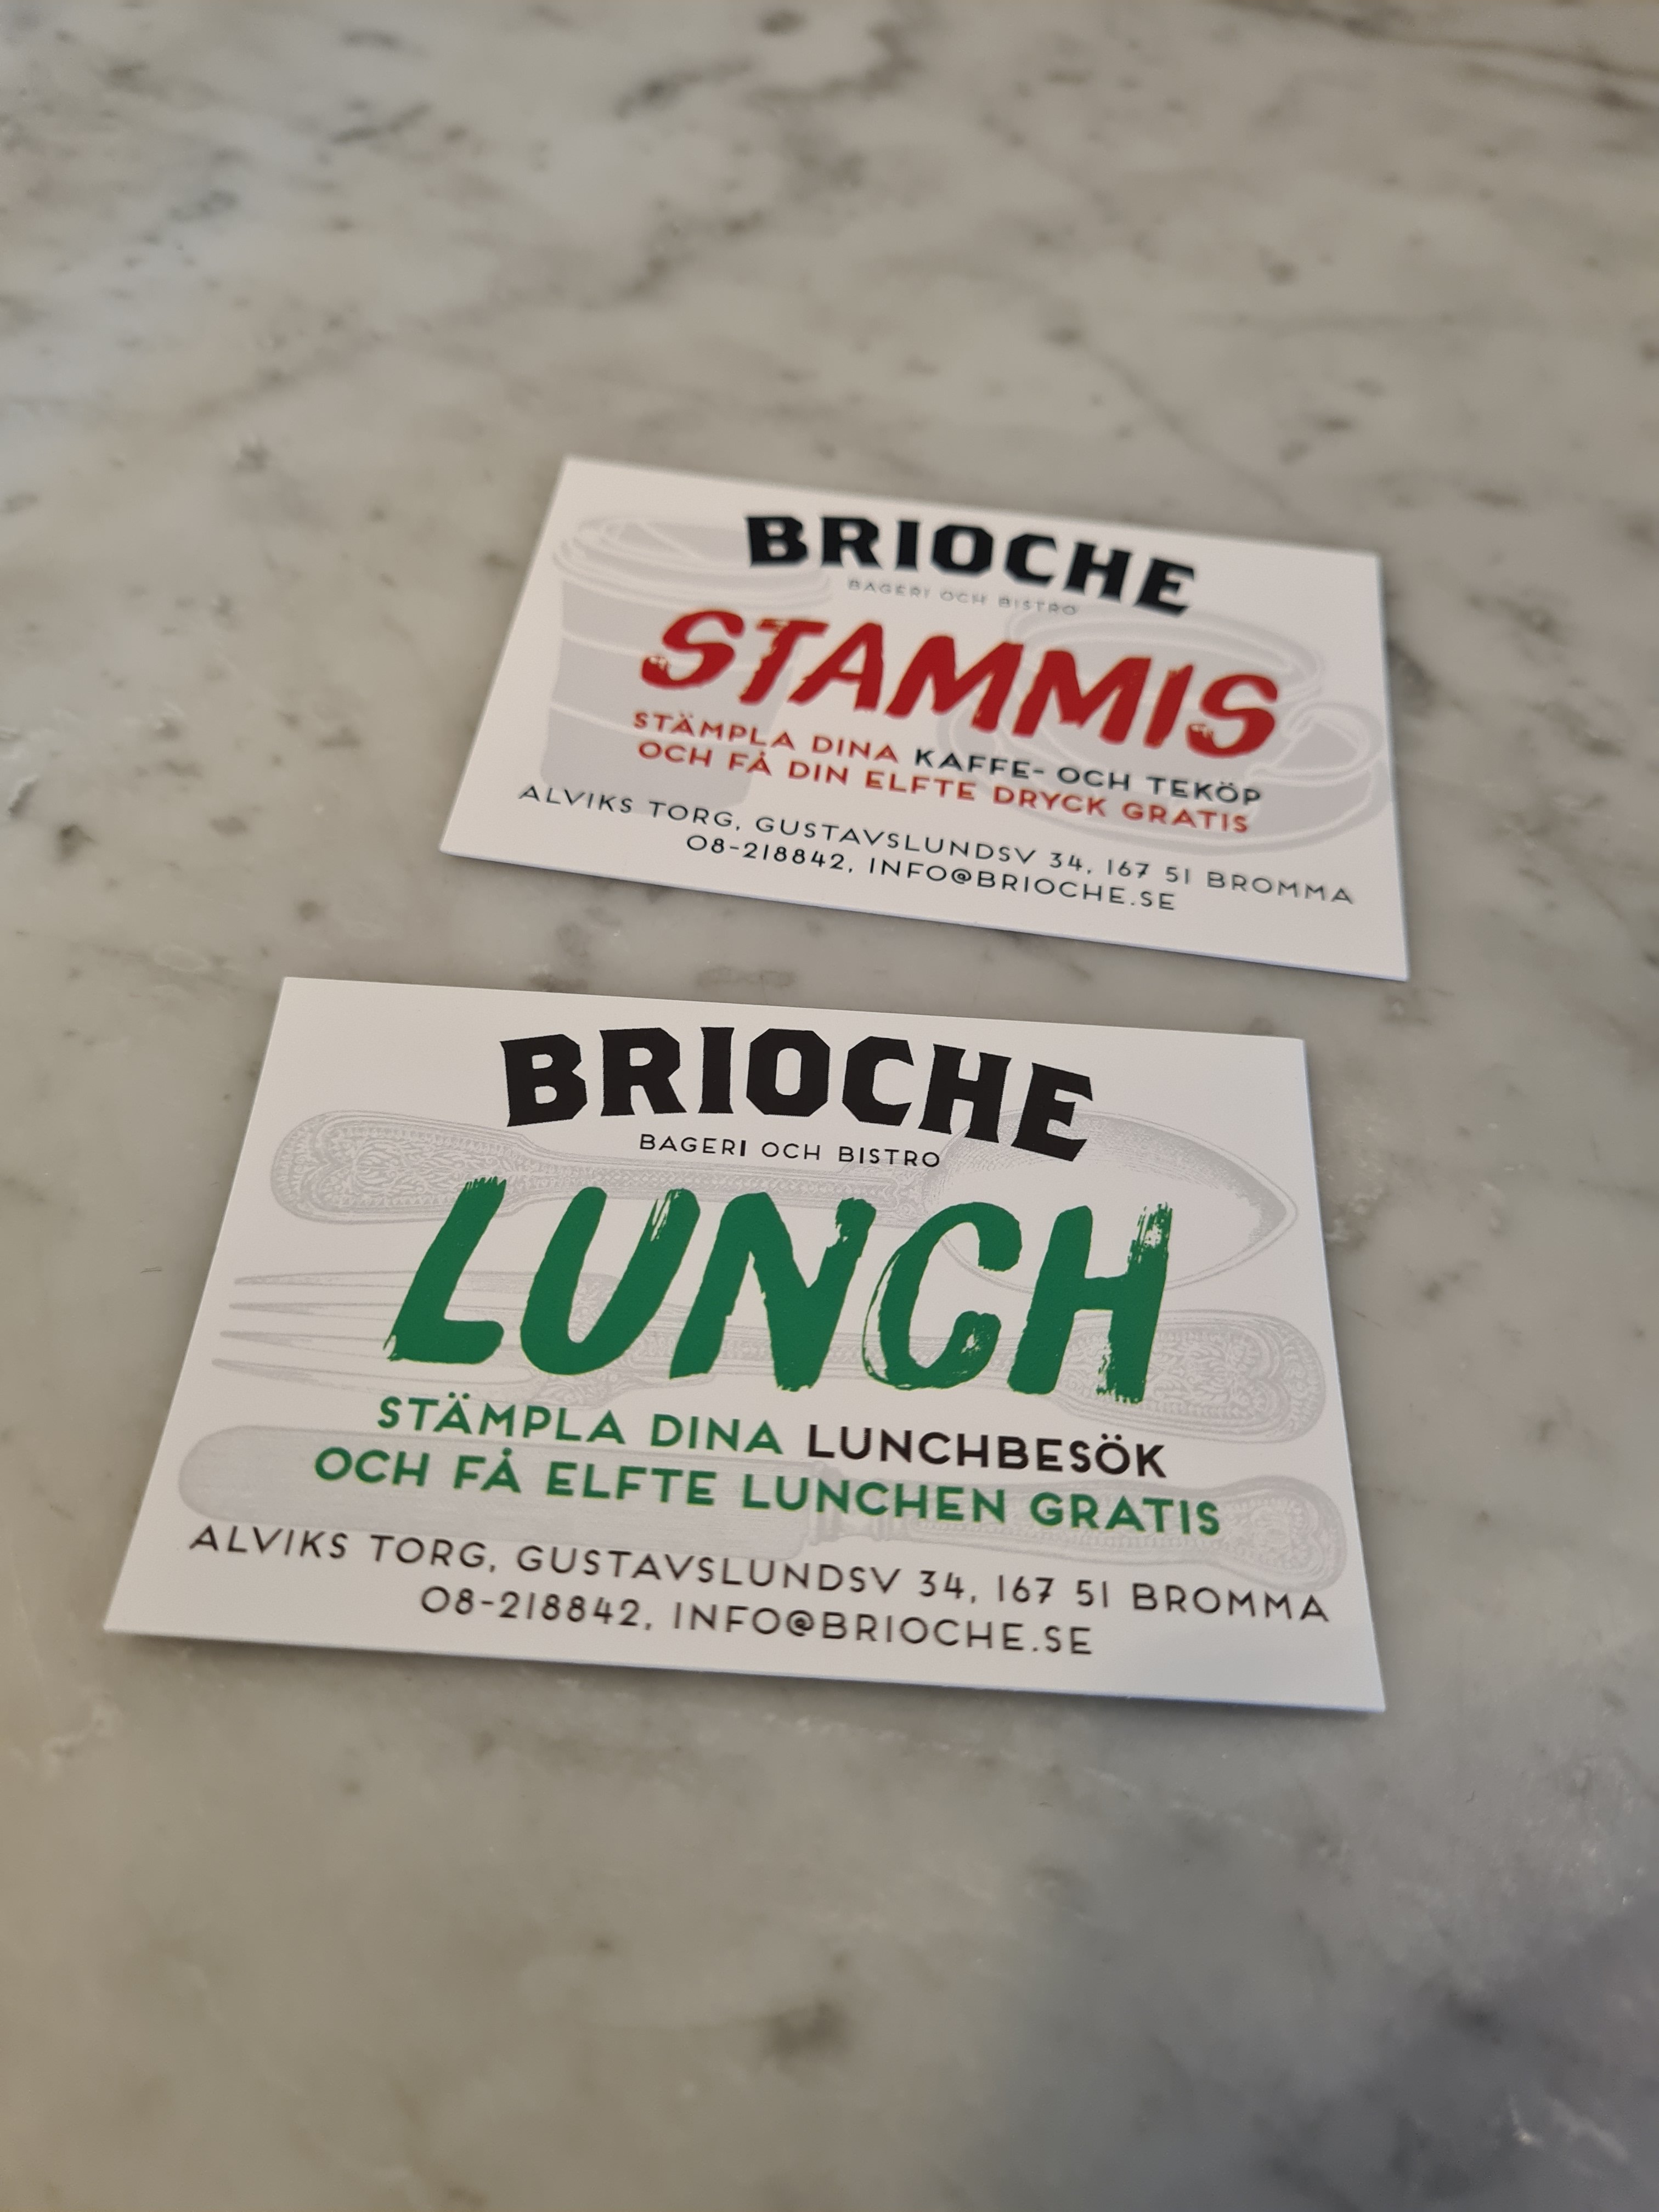 BRIOCHE
BAGERI OCH BISTRO
STAMMIS
STÄMPLA DINA KAFFE- OCH TEKÖP
OCH FÅ DIN ELFTE DRYCK GRATIS
ALVIKS TORG, GUSTAVSLUNDSV 34, 167 51 BROMMA
08-218842, INFO@BRIOCHE.SE
BRIOCHE
BAGERI OCH BISTRO
LUNCH
STÄMPLA DINA LUNCHBESÖK
OCH FÅ ELFTE LUNCHEN GRATIS
ALVIKS TORG, GUSTAVSLUNDSV 34, 167 51 BROMMA
08-218842, INFO@BRIOCHE.SE